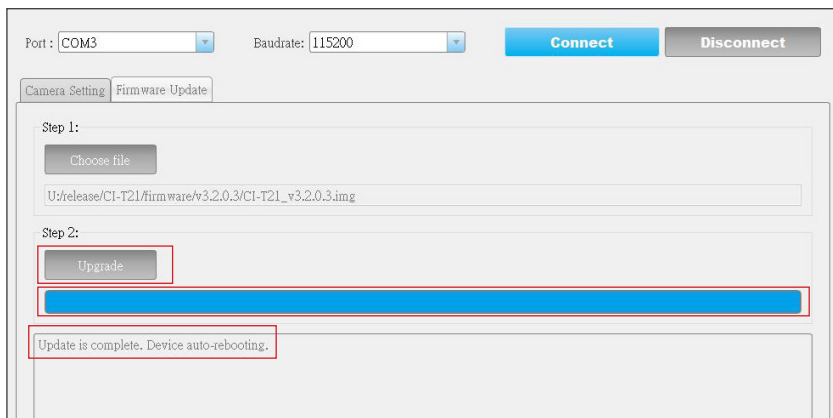 Port : COM3 Baudrate: 115200 Connect Disconnect
Camera Setting Firmware Update
Step 1:
Choose file
U:/release/CI-T21/firmware/v3.2.0.3/CI-T21_v3.2.0.3.img
Step 2:
Upgrade
Update is complete. Device auto-rebooting.